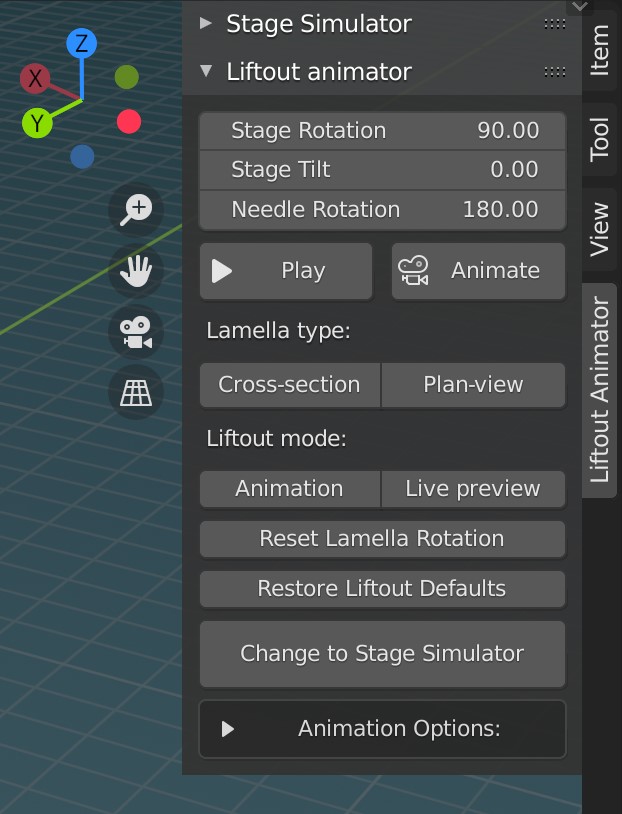 Z
X
Y
Stage Simulator
Liftout animator
Stage Rotation 90.00
Stage Tilt 0.00
Needle Rotation 180.00
Play Animate
Lamella type:
Cross-section Plan-view
Liftout mode:
Animation Live preview
Reset Lamella Rotation
Restore Liftout Defaults
Change to Stage Simulator
Animation Options:
Item
Tool
View
Liftout Animator